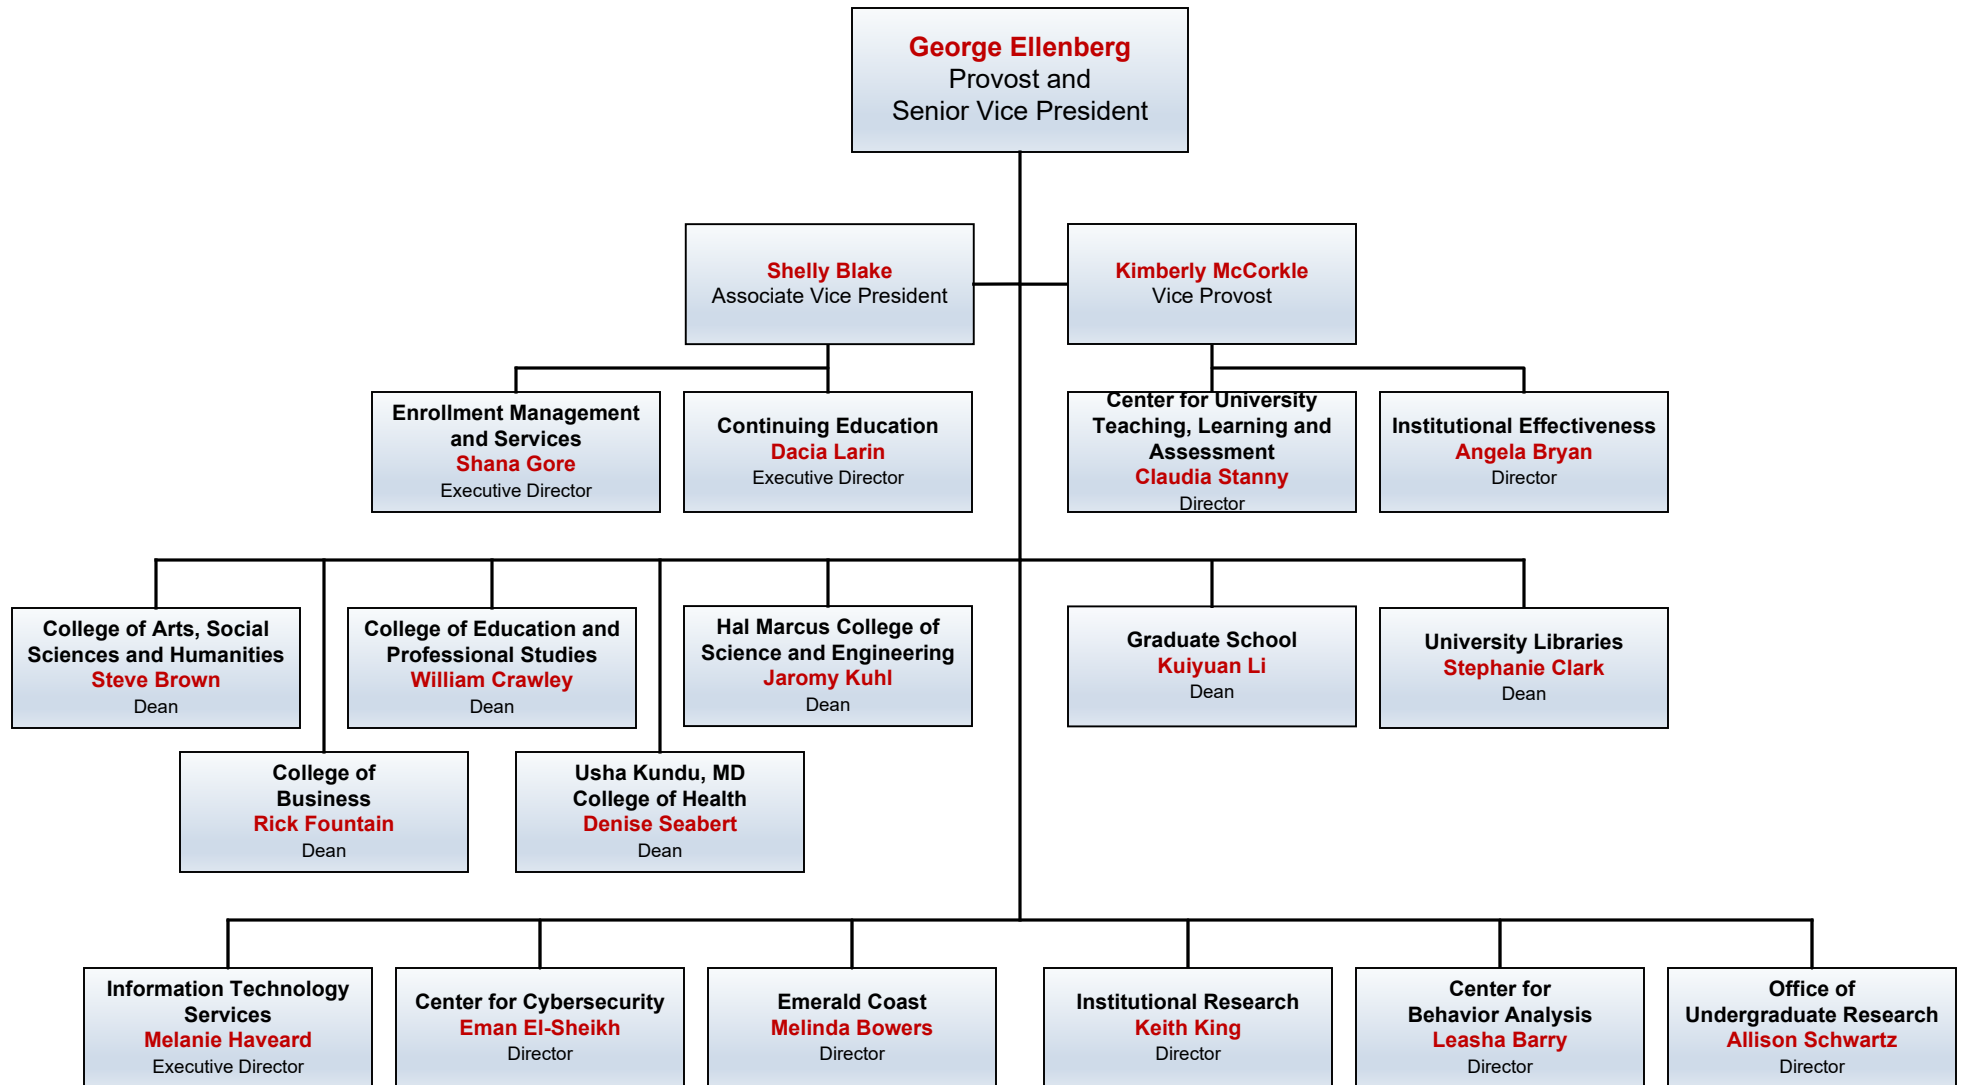 George Ellenberg
Provost and
Senior Vice President
Shelly Blake
Associate Vice President
Kimberly McCorkle
Vice Provost
Enrollment Management
and Services
Shana Gore
Executive Director
Continuing Education
Dacia Larin
Executive Director
Center for University
Teaching, Learning and
Assessment
Claudia Stanny
Director
Institutional Effectiveness
Angela Bryan
Director
College of Arts, Social
Sciences and Humanities
Steve Brown
Dean
College of Education and
Professional Studies
William Crawley
Dean
Hal Marcus College of
Science and Engineering
Jaromy Kuhl
Dean
Graduate School
Kuiyuan Li
Dean
University Libraries
Stephanie Clark
Dean
College of
Business
Rick Fountain
Dean
Usha Kundu, MD
College of Health
Denise Seabert
Dean
Information Technology
Services
Melanie Haveard
Executive Director
Center for Cybersecurity
Eman El-Sheikh
Director
Emerald Coast
Melinda Bowers
Director
Institutional Research
Keith King
Director
Center for
Behavior Analysis
Leasha Barry
Director
Office of
Undergraduate Research
Allison Schwartz
Director